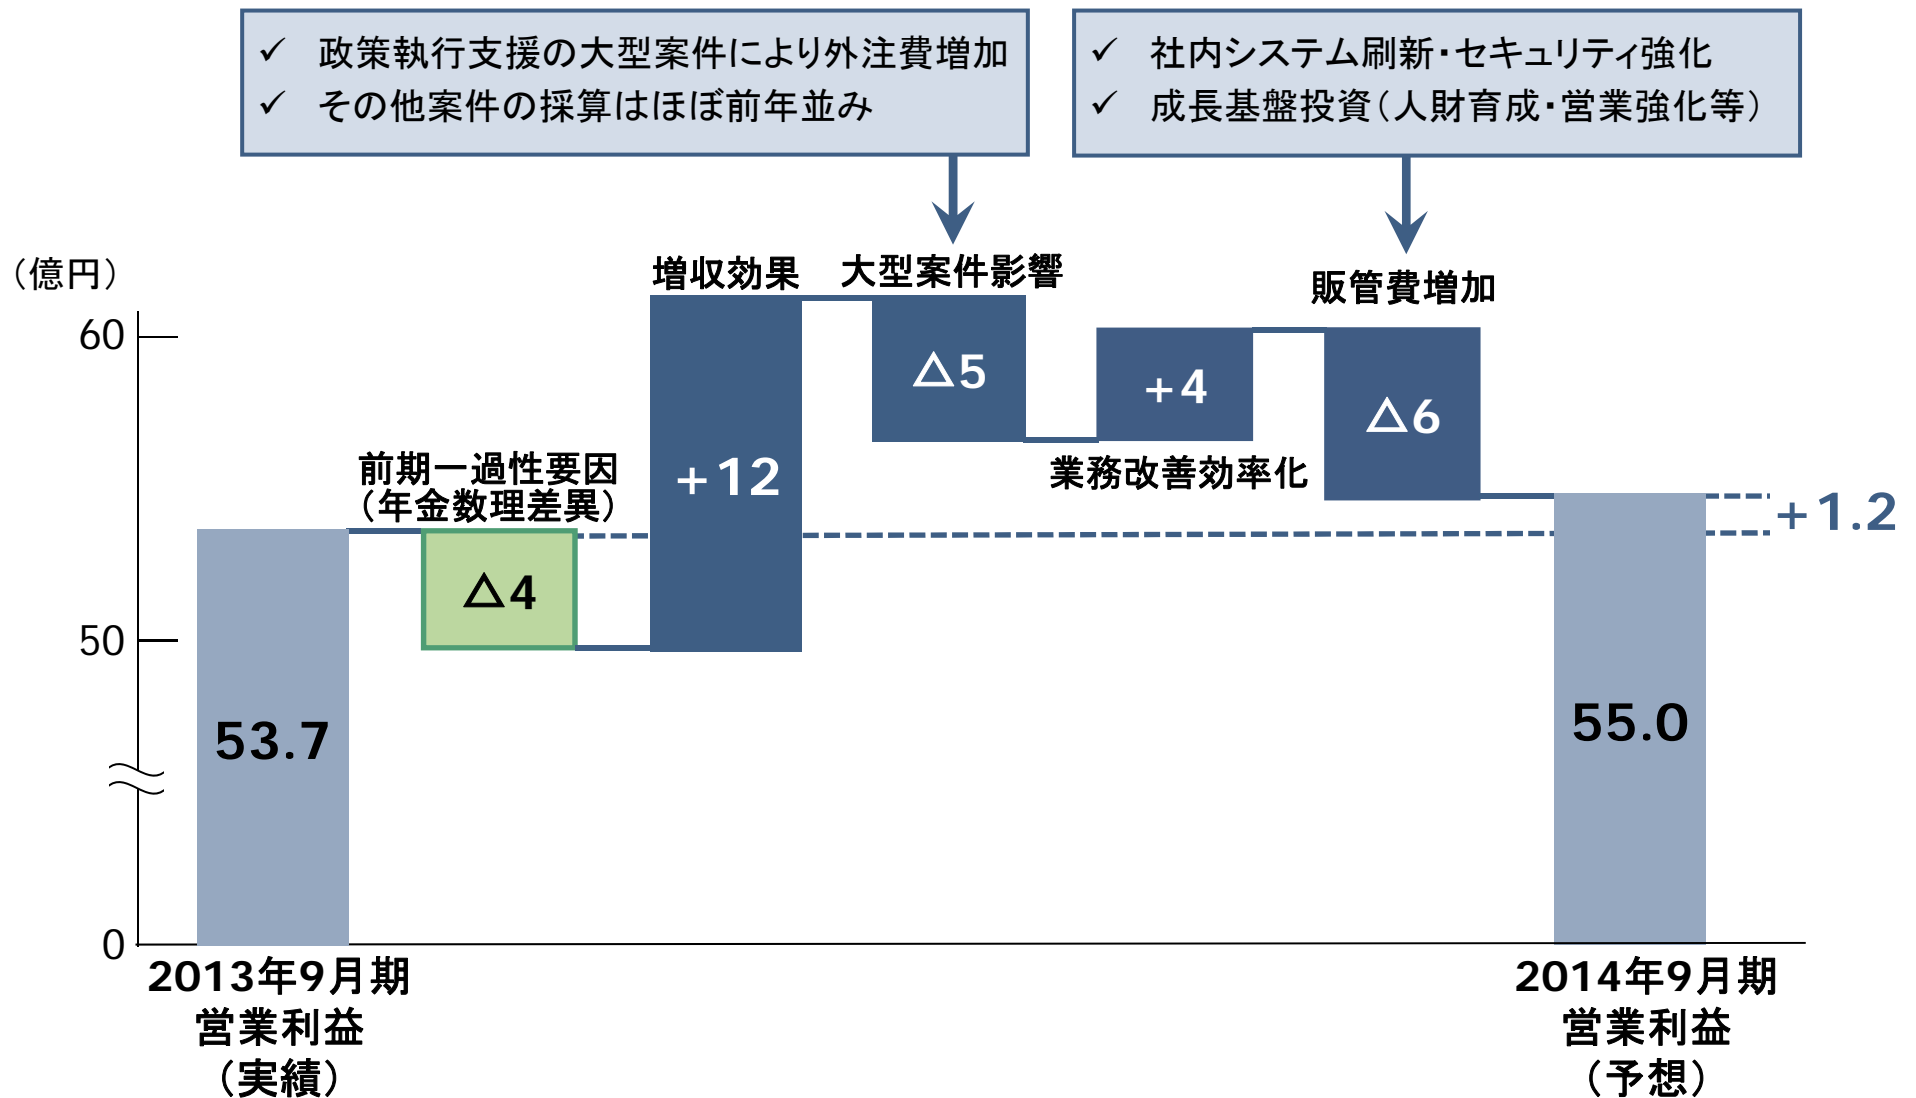 ✓ 政策執行支援の大型案件により外注費増加
✓ その他案件の採算はほぼ前年並み
✓ 社内システム刷新・セキュリティ強化
✓ 成長基盤投資（人財育成・営業強化等）
（億円）
60
50
0
増収効果
大型案件影響
販管費増加
前期一過性要因
（年金数理差異）
業務改善効率化
53.7
△4
+12
△5
+4
△6
55.0
+1.2
2013年9月期
営業利益
（実績）
2014年9月期
営業利益
（予想）